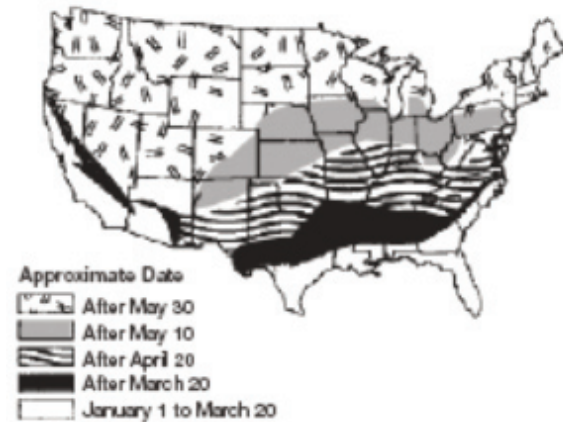 Approximate Date
After May 30
After May 10
After April 20
After March 20
January 1 to March 20